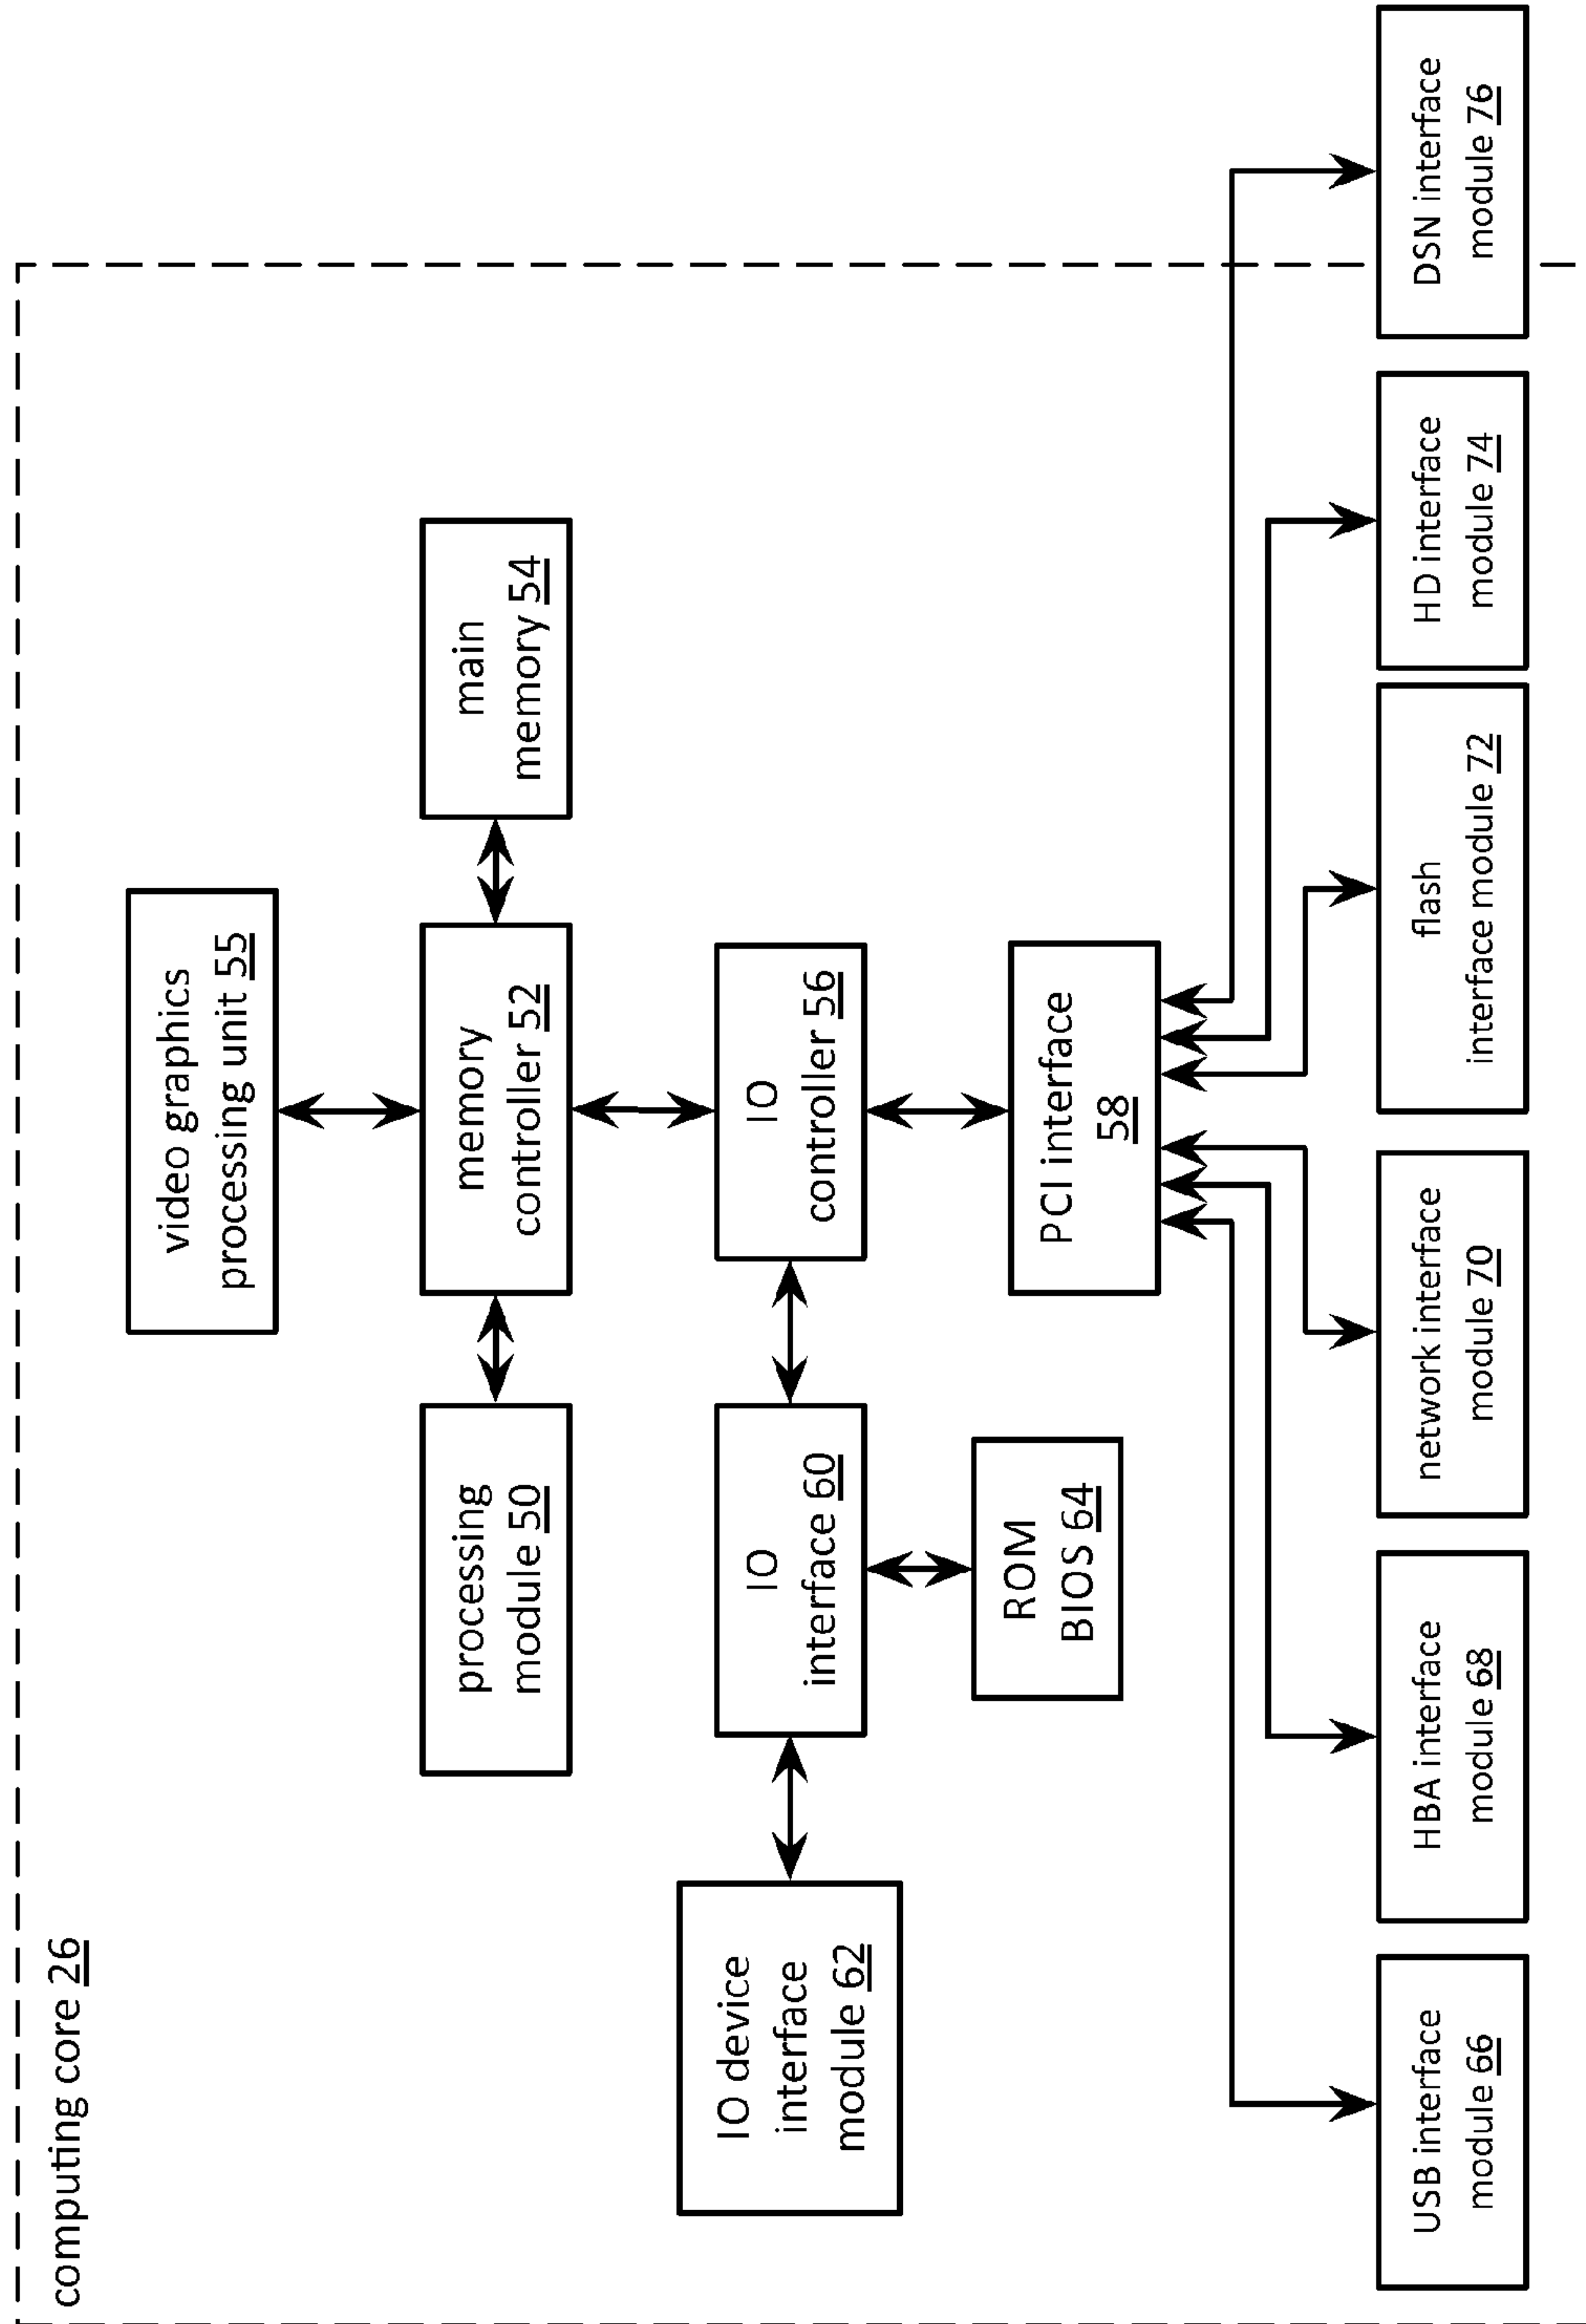 computing core 26
video graphics
processing unit 55
processing
module 50
memory
controller 52
main
memory 54
IO device
interface
module 62
IO
interface 60
IO
controller 56
ROM
BIOS 64
PCI interface
58
USB interface
module 66
HBA interface
module 68
network interface
module 70
flash
interface module 72
HD interface
module 74
DSN interface
module 76